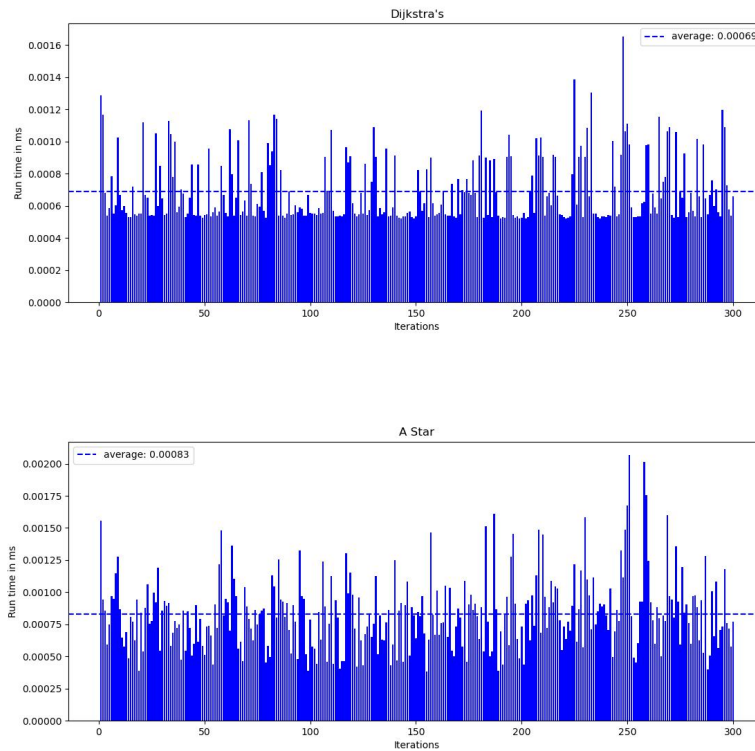 Dijkstra's
average: 0.00069
0.0016
0.0014
0.0012
0.0010
0.0008
0.0006
0.0004
0.0002
0.0000
Run time in ms
0 50 100 150 200 250 300
Iterations
A Star
average: 0.00083
0.00200
0.00175
0.00150
0.00125
0.00100
0.00075
0.00050
0.00025
0.00000
Run time in ms
0 50 100 150 200 250 300
Iterations